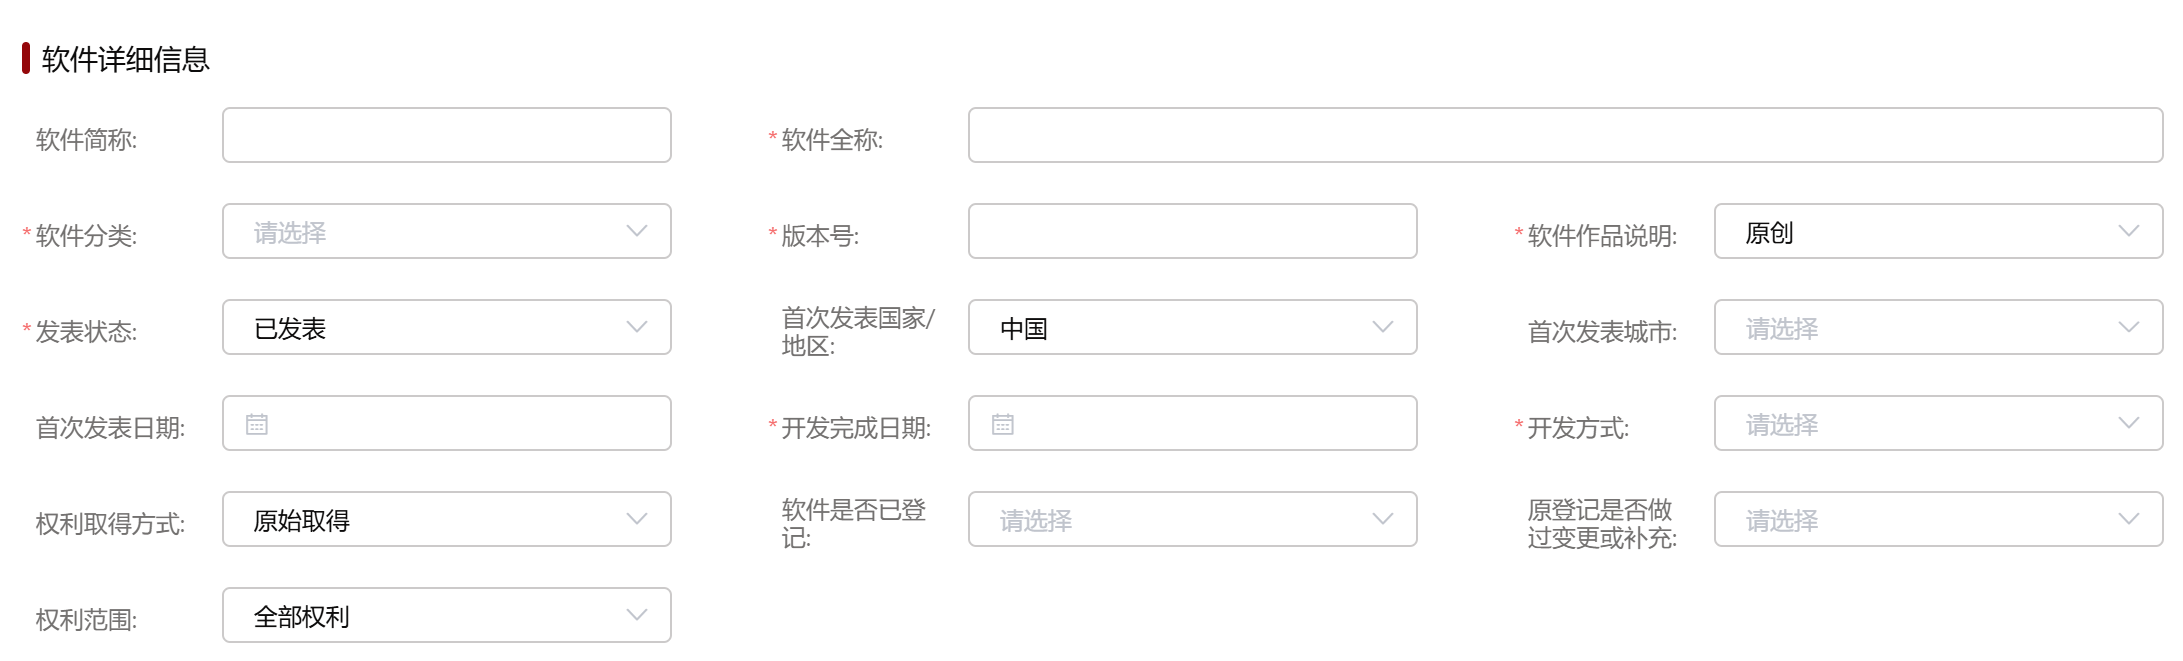 软件详细信息
软件简称:
* 软件全称:
* 软件分类: 请选择
* 版本号:
* 软件作品说明: 原创
* 发表状态: 已发表
首次发表国家/
地区: 中国
首次发表城市: 请选择
首次发表日期:
* 开发完成日期:
* 开发方式: 请选择
权利取得方式: 原始取得
软件是否已登
记: 请选择
原登记是否做
过变更或补充: 请选择
权利范围: 全部权利